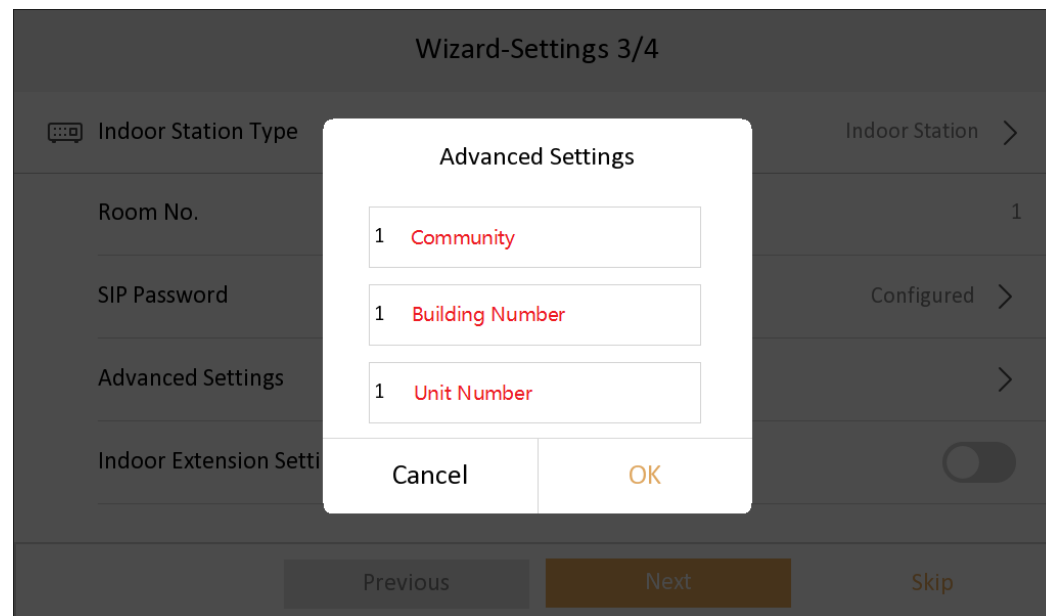 Wizard-Settings 3/4
Indoor Station Type
Indoor Station
Advanced Settings
Room No.
1
1 Community
SIP Password
Configured
1 Building Number
Advanced Settings
1 Unit Number
Indoor Extension Setti
Cancel
OK
Previous
Next
Skip